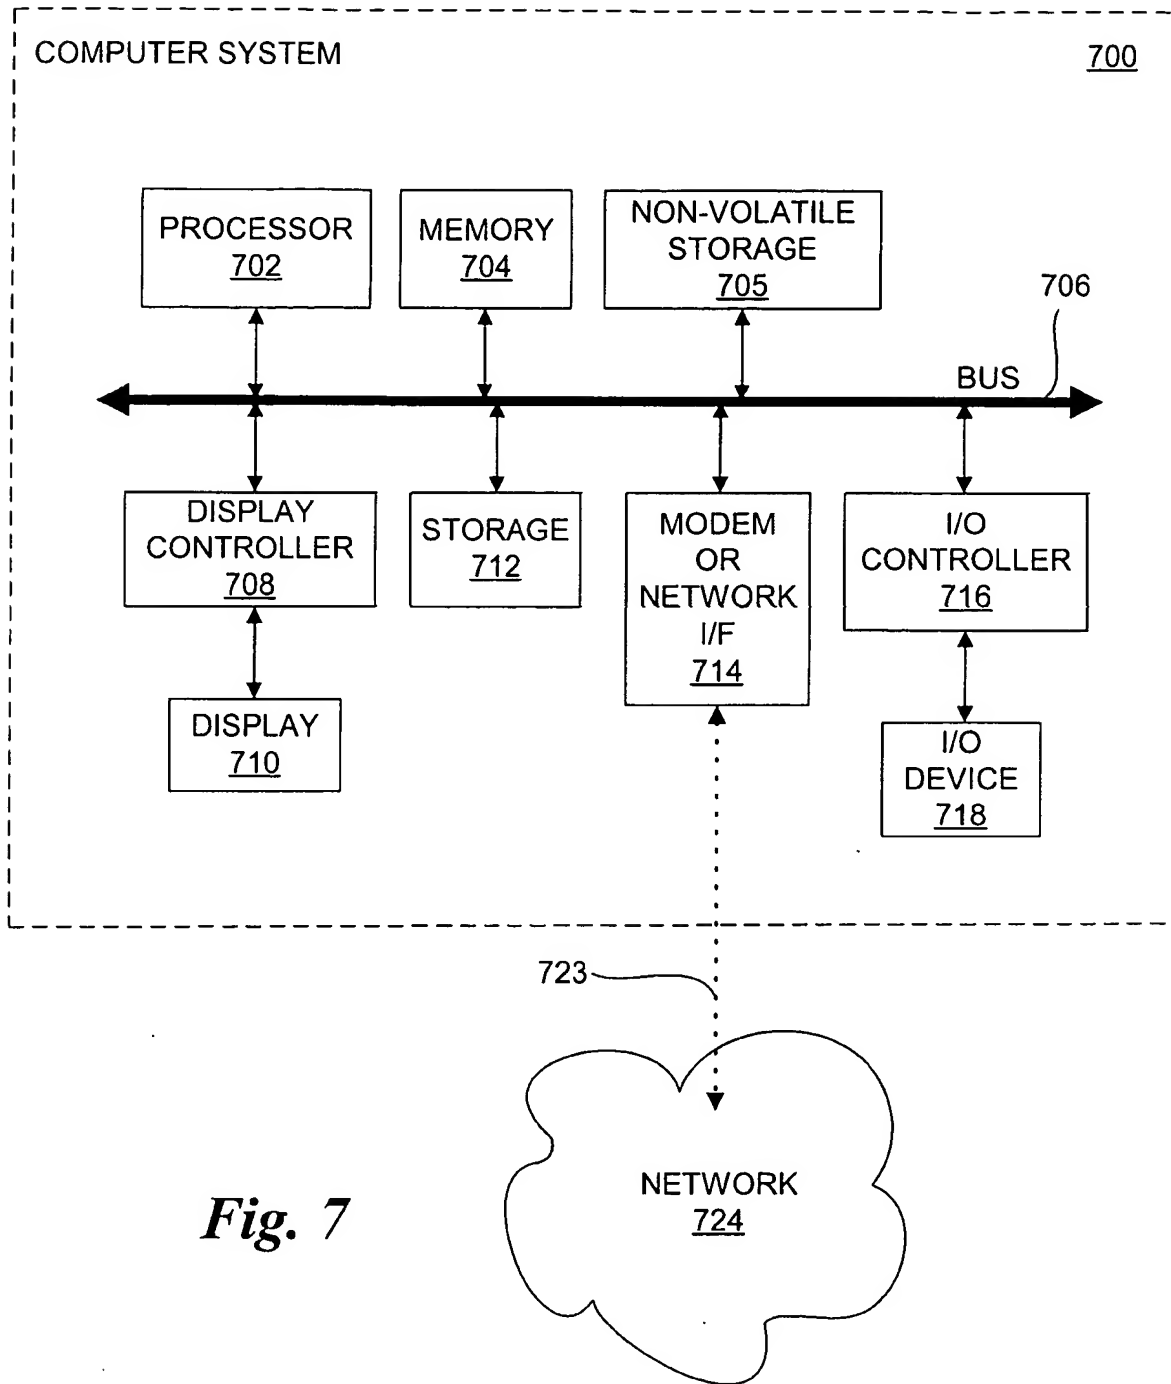 COMPUTER SYSTEM
700
PROCESSOR
702
MEMORY
704
NON-VOLATILE
STORAGE
705
706
BUS
DISPLAY
CONTROLLER
708
STORAGE
712
MODEM
OR
NETWORK
I/F
714
I/O
CONTROLLER
716
DISPLAY
710
I/O
DEVICE
718
723
NETWORK
724
Fig. 7